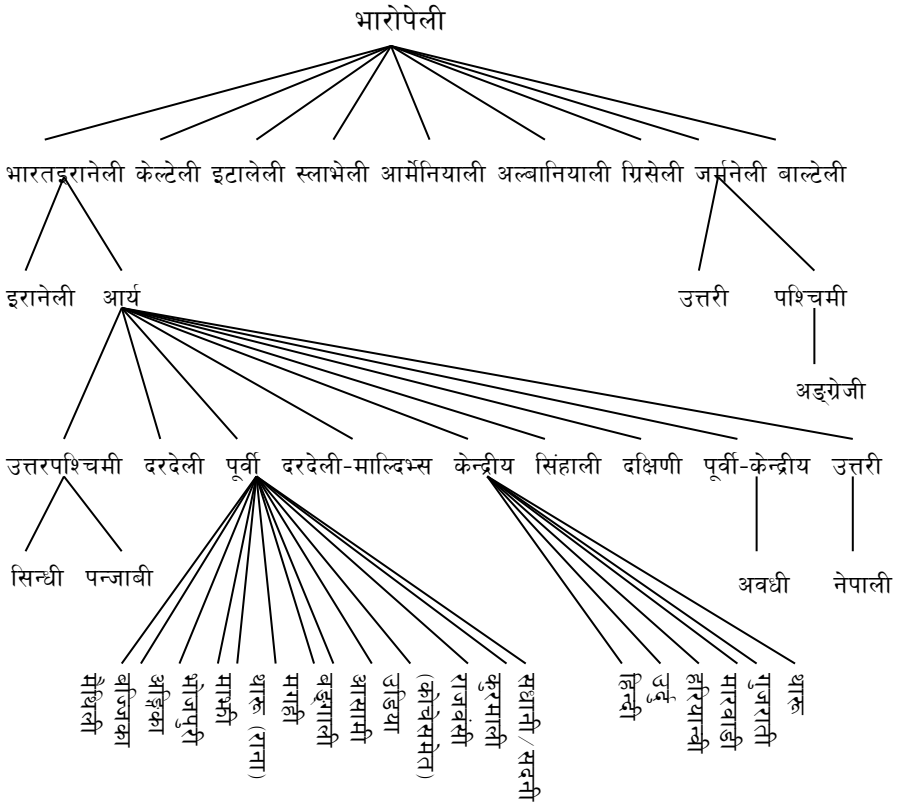 भारोपेली
भारतइरानेली केल्टेली इटालेली स्लाभेली आर्मेनियाली अल्बानियाली ग्रिसेली जर्मनेली बाल्टेली
इरानेली आर्य उत्तरी पश्चिमी
अङ्ग्रेजी
उत्तरपश्चिमी दरदेली पूर्वी दरदेली-माल्दिभ्स केन्द्रीय सिंहाली दक्षिणी पूर्वी-केन्द्रीय उत्तरी
सिन्धी पन्जाबी अवधी नेपाली
मैथिली
बज्जिका
अङ्गिका
भोजपुरी
माझी
थारू (राना)
मगही
बङ्गाली
आसामी
उडिया
(कोचेसमेत)
राजवंसी
कुरमाली
सधानी/सदनी
हिन्दी
उर्दु
हरियान्वी
मारवाडी
गुजराती
थारू